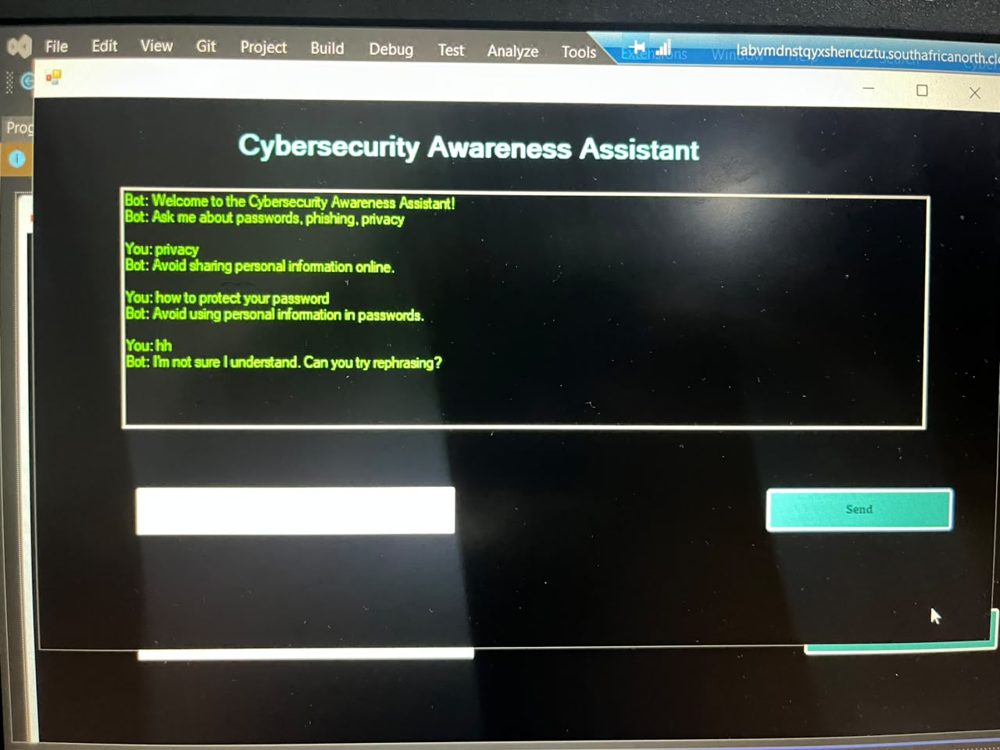 File Edit View Git Project Build Debug Test Analyze Tools Extensions
labvmdnstqyxshencuztu.southafricanorth.cl
Prog
Cybersecurity Awareness Assistant
Bot: Welcome to the Cybersecurity Awareness Assistant!
Bot: Ask me about passwords, phishing, privacy
You: privacy
Bot: Avoid sharing personal information online.
You: how to protect your password
Bot: Avoid using personal information in passwords.
You: hh
Bot: I'm not sure I understand. Can you try rephrasing?
Send